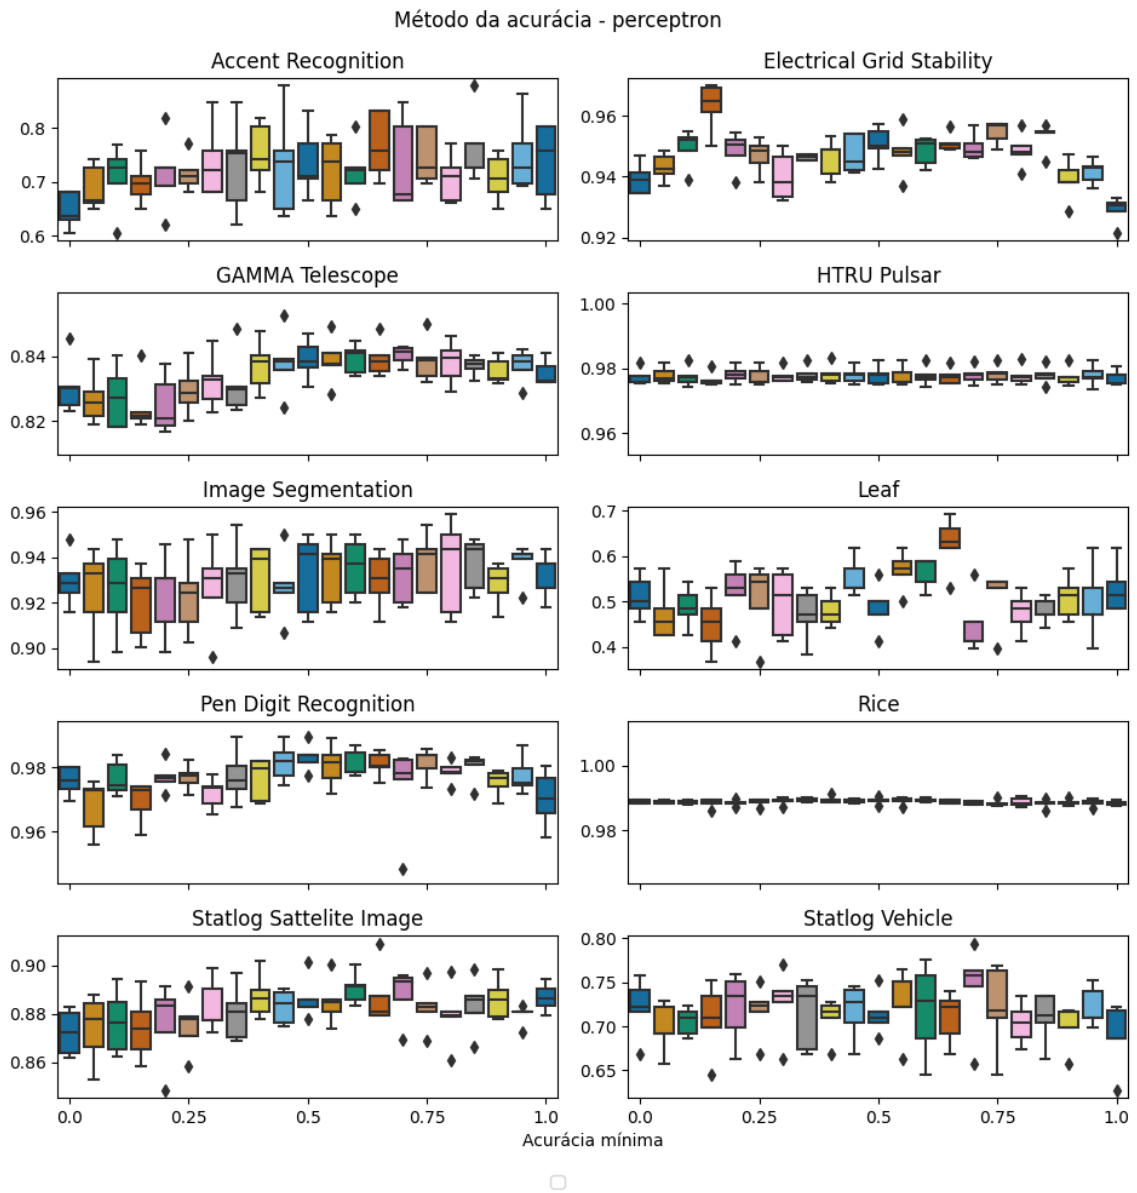 Método da acurácia - perceptron
Accent Recognition
0.8
0.7
0.6
Electrical Grid Stability
0.96
0.94
0.92
GAMMA Telescope
0.84
0.82
HTRU Pulsar
1.00
0.98
0.96
Image Segmentation
0.96
0.94
0.92
0.90
Leaf
0.7
0.6
0.5
0.4
Pen Digit Recognition
0.98
0.96
Rice
1.00
0.98
Statlog Sattelite Image
0.90
0.88
0.86
0.0 0.25 0.5 0.75 1.0
Statlog Vehicle
0.80
0.75
0.70
0.65
0.0 0.25 0.5 0.75 1.0
Acurácia mínima